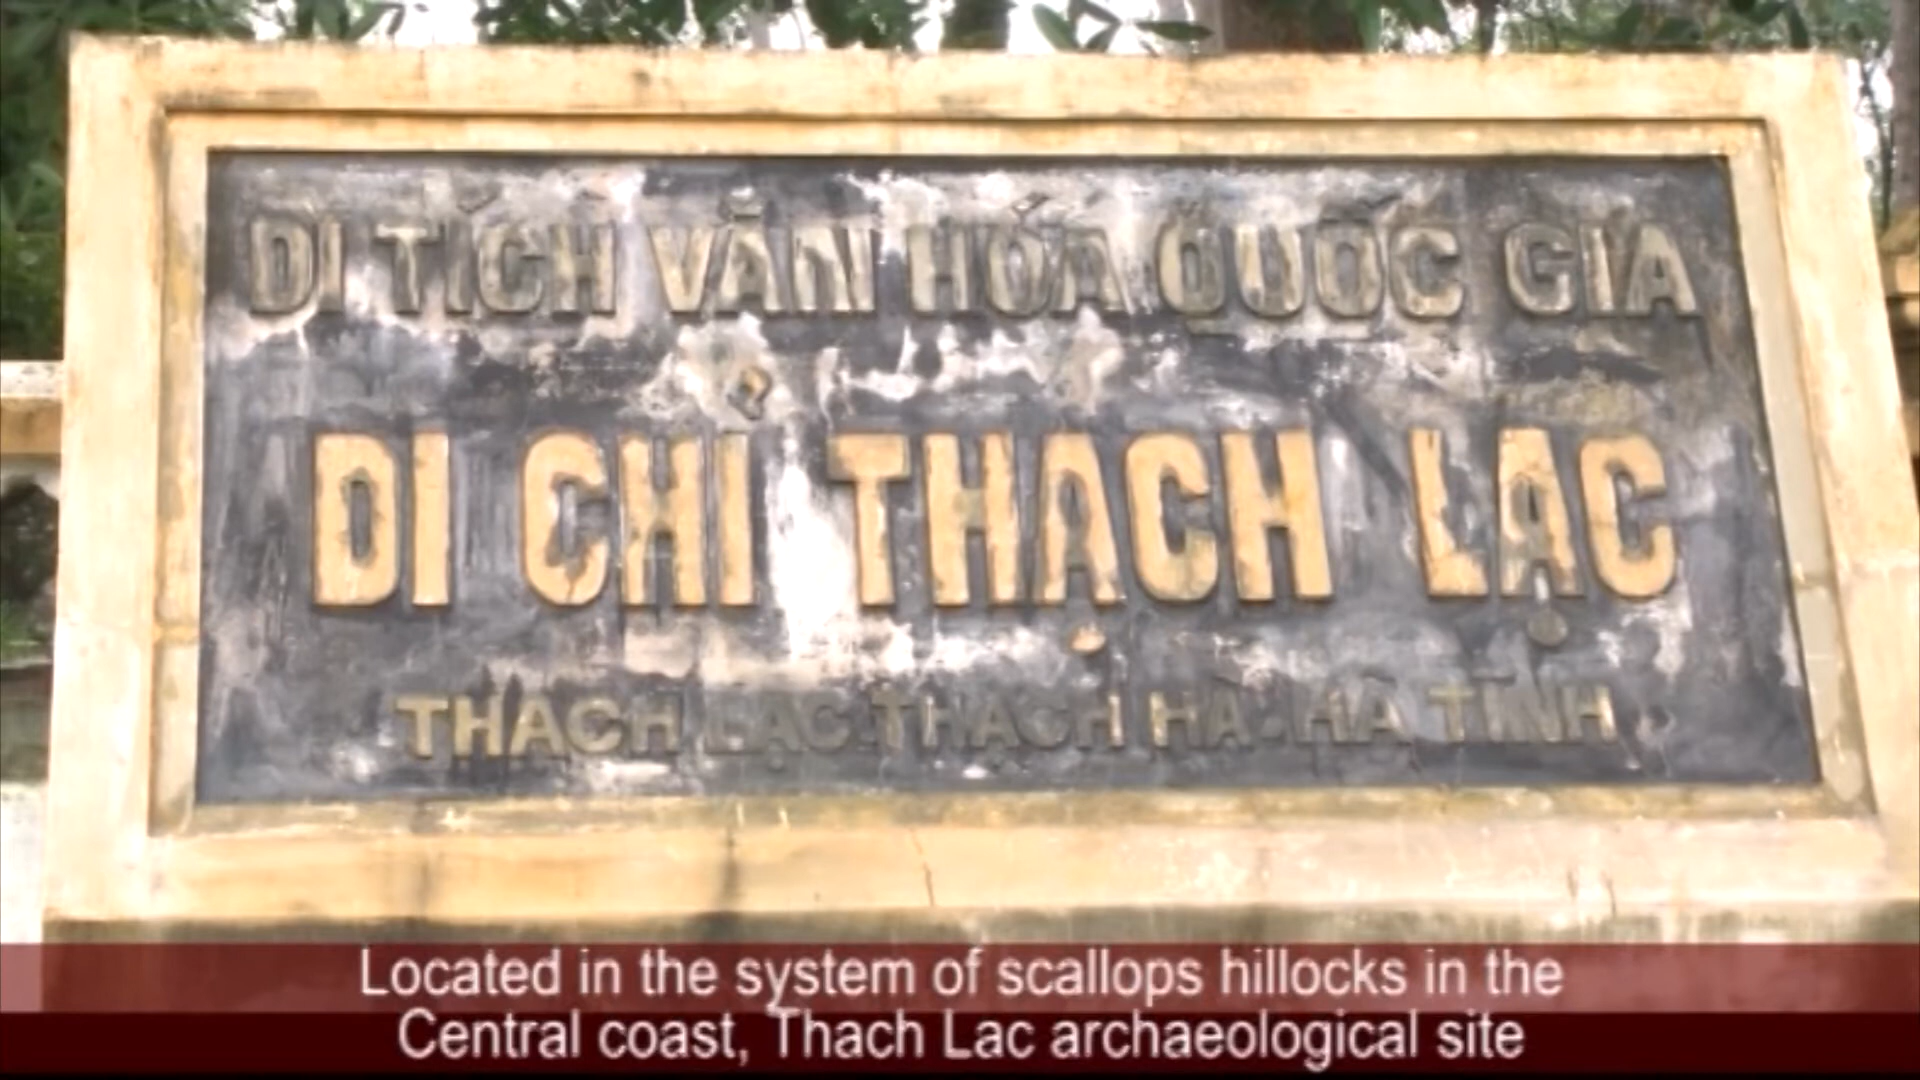 DI TÍCH VĂN HÓA QUỐC GIA
DI CHỈ THẠCH LẠC
THẠCH LẠC.THẠCH HÀ-HÀ TĨNH
Located in the system of scallops hillocks in the
Central coast, Thach Lac archaeological site